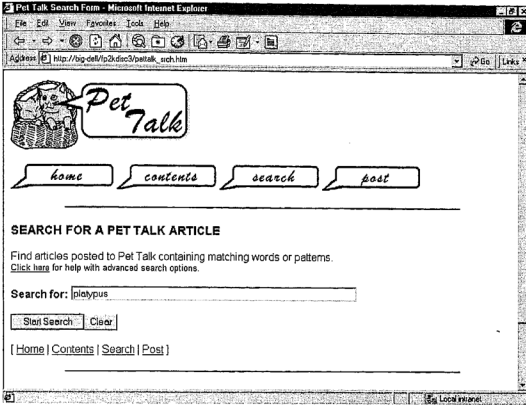 Pet Talk Search Form - Microsoft Internet Explorer
File Edit View Favorites Tools Help
Address http://big-dell/fp2kdisc3/pettalk_srch.htm Go Links
Pet
Talk
home contents search post
SEARCH FOR A PET TALK ARTICLE
Find articles posted to Pet Talk containing matching words or patterns.
Click here for help with advanced search options.
Search for: platypus
Start Search Clear
[ Home | Contents | Search | Post ]
Local intranet